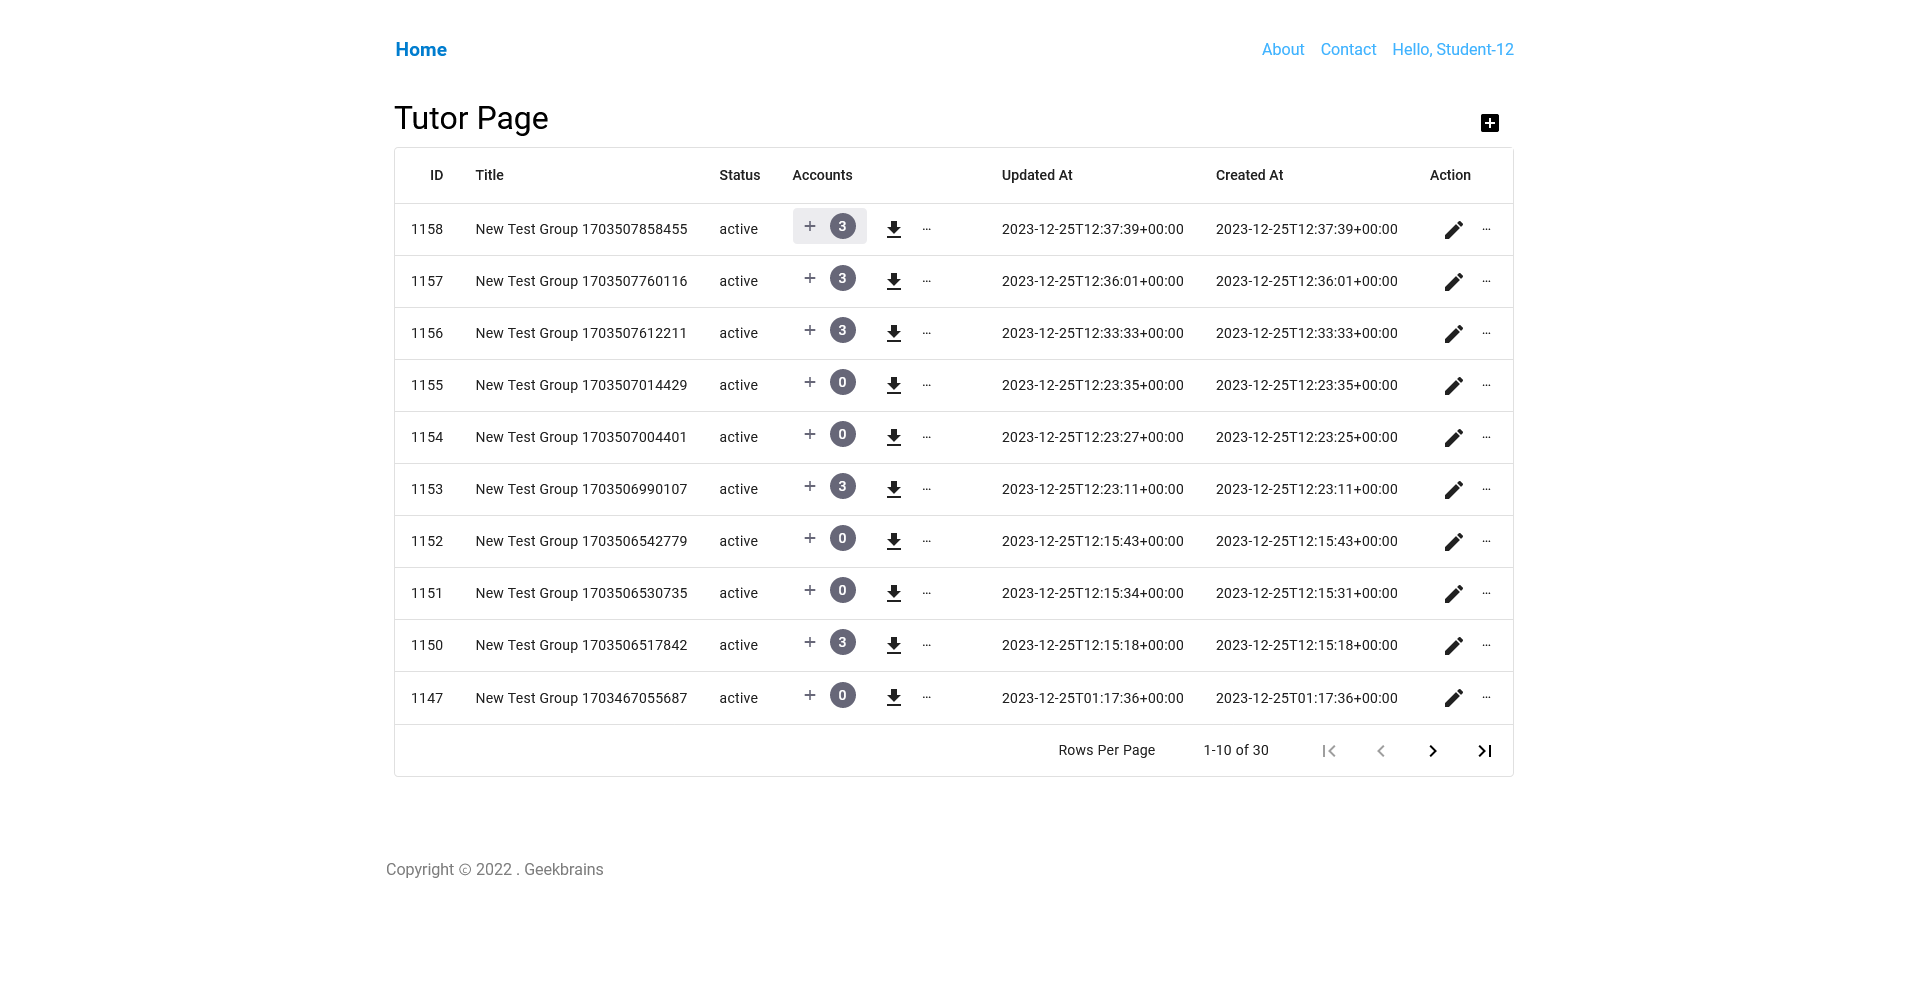 Home About Contact Hello, Student-12
Tutor Page
ID Title Status Accounts Updated At Created At Action
1158 New Test Group 1703507858455 active + 3 ... 2023-12-25T12:37:39+00:00 2023-12-25T12:37:39+00:00 ...
1157 New Test Group 1703507760116 active + 3 ... 2023-12-25T12:36:01+00:00 2023-12-25T12:36:01+00:00 ...
1156 New Test Group 1703507612211 active + 3 ... 2023-12-25T12:33:33+00:00 2023-12-25T12:33:33+00:00 ...
1155 New Test Group 1703507014429 active + 0 ... 2023-12-25T12:23:35+00:00 2023-12-25T12:23:35+00:00 ...
1154 New Test Group 1703507004401 active + 0 ... 2023-12-25T12:23:27+00:00 2023-12-25T12:23:25+00:00 ...
1153 New Test Group 1703506990107 active + 3 ... 2023-12-25T12:23:11+00:00 2023-12-25T12:23:11+00:00 ...
1152 New Test Group 1703506542779 active + 0 ... 2023-12-25T12:15:43+00:00 2023-12-25T12:15:43+00:00 ...
1151 New Test Group 1703506530735 active + 0 ... 2023-12-25T12:15:34+00:00 2023-12-25T12:15:31+00:00 ...
1150 New Test Group 1703506517842 active + 3 ... 2023-12-25T12:15:18+00:00 2023-12-25T12:15:18+00:00 ...
1147 New Test Group 1703467055687 active + 0 ... 2023-12-25T01:17:36+00:00 2023-12-25T01:17:36+00:00 ...
Rows Per Page 1-10 of 30
Copyright © 2022 . Geekbrains